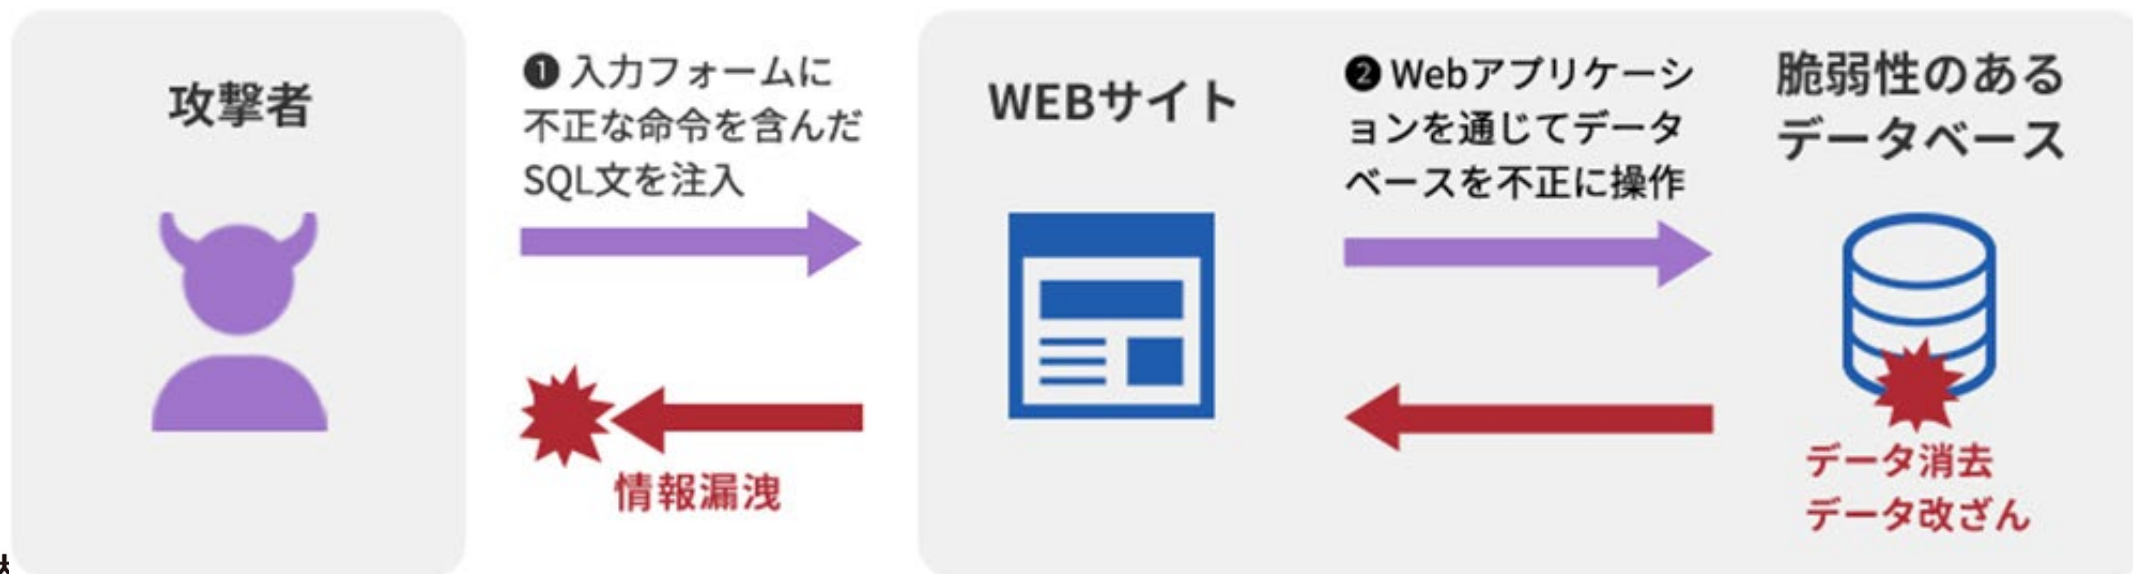 攻撃者
❶ 入力フォームに
不正な命令を含んだ
SQL文を注入
WEBサイト
❷ Webアプリケーシ
ョンを通じてデータ
ベースを不正に操作
脆弱性のある
データベース
情報漏洩
データ消去
データ改ざん